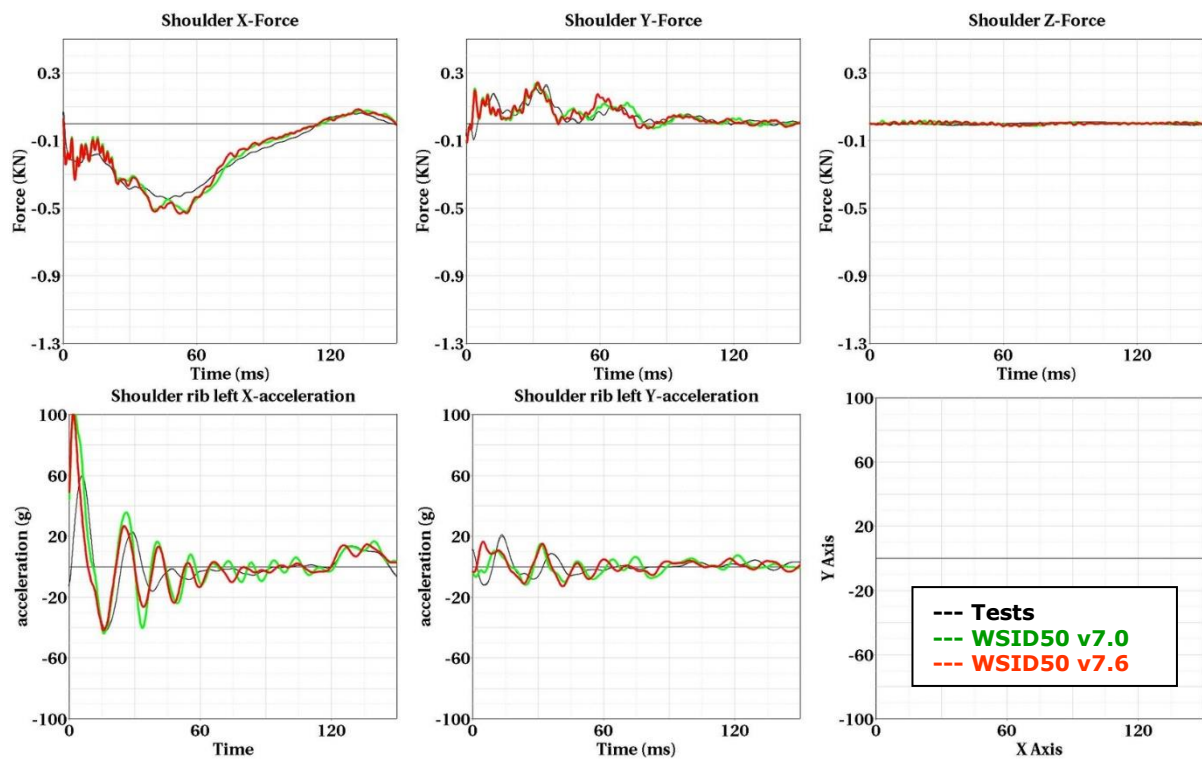 Shoulder X-Force
Shoulder Y-Force
Shoulder Z-Force
Force (KN)
0.3
-0.1
-0.5
-0.9
-1.3
0
60
120
Time (ms)
Force (KN)
0.3
-0.1
-0.5
-0.9
-1.3
0
60
120
Time (ms)
Force (KN)
0.3
-0.1
-0.5
-0.9
-1.3
0
60
120
Time (ms)
Shoulder rib left X-acceleration
Shoulder rib left Y-acceleration
acceleration (g)
100
60
20
-20
-60
-100
0
60
120
Time
acceleration (g)
100
60
20
-20
-60
-100
0
60
120
Time (ms)
Y Axis
100
60
20
-20
-60
-100
0
60
120
X Axis
--- Tests
--- WSID50 v7.0
--- WSID50 v7.6